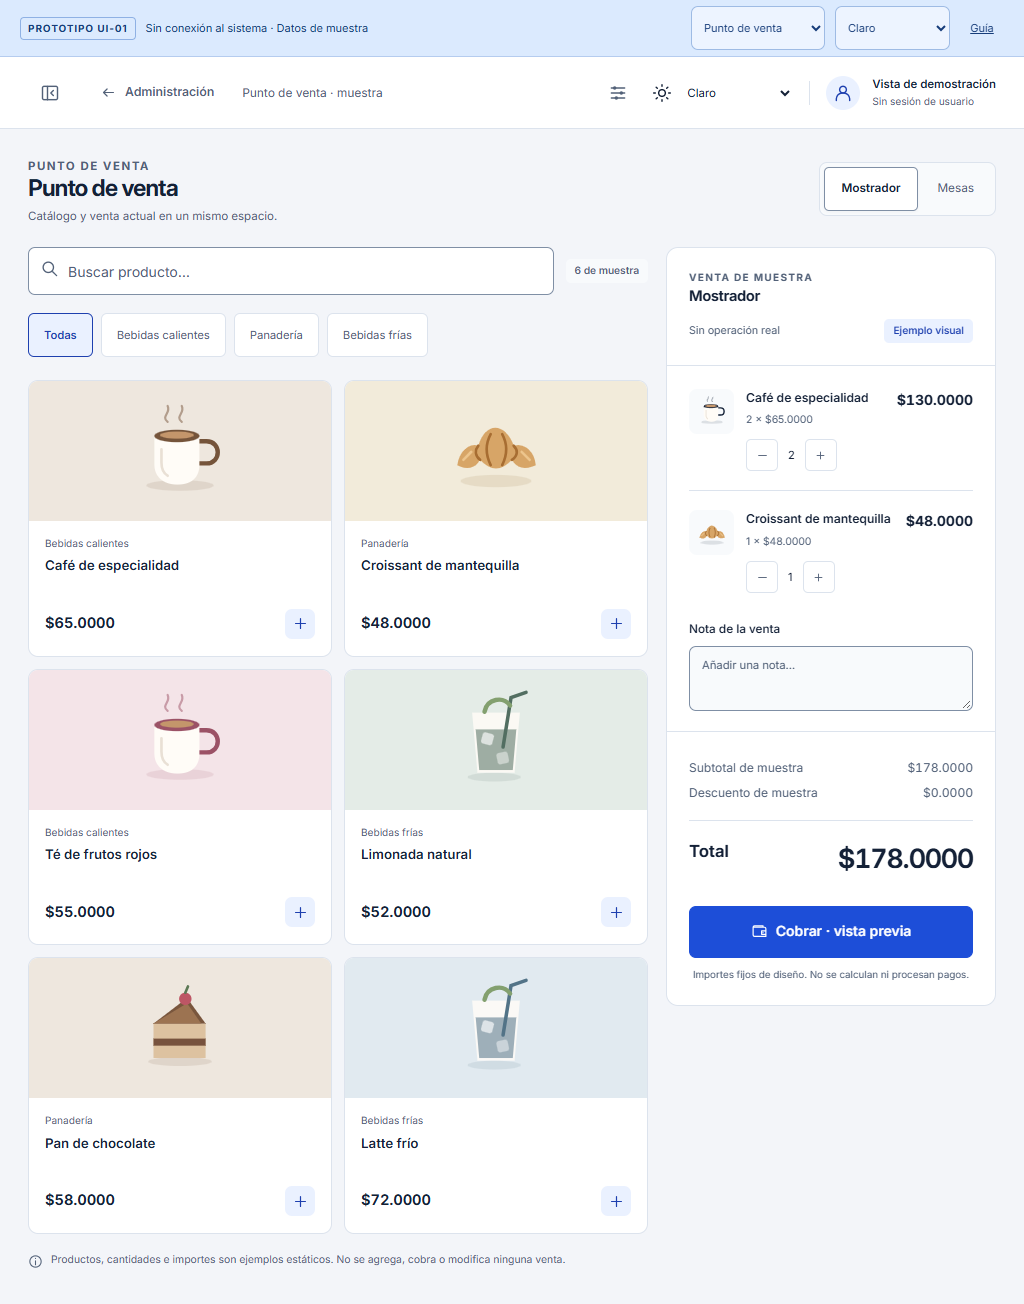 PROTOTIPO UI-01
Sin conexión al sistema · Datos de muestra
Punto de venta
Claro
Guía
Administración
Punto de venta · muestra
Claro
Vista de demostración
Sin sesión de usuario
PUNTO DE VENTA
Punto de venta
Catálogo y venta actual en un mismo espacio.
Mostrador
Mesas
Buscar producto...
6 de muestra
Todas
Bebidas calientes
Panadería
Bebidas frías
Bebidas calientes
Café de especialidad
$65.0000
Panadería
Croissant de mantequilla
$48.0000
Bebidas calientes
Té de frutos rojos
$55.0000
Bebidas frías
Limonada natural
$52.0000
Panadería
Pan de chocolate
$58.0000
Bebidas frías
Latte frío
$72.0000
Productos, cantidades e importes son ejemplos estáticos. No se agrega, cobra o modifica ninguna venta.
VENTA DE MUESTRA
Mostrador
Sin operación real
Ejemplo visual
Café de especialidad
$130.0000
2 × $65.0000
2
Croissant de mantequilla
$48.0000
1 × $48.0000
1
Nota de la venta
Añadir una nota...
Subtotal de muestra
$178.0000
Descuento de muestra
$0.0000
Total
$178.0000
Cobrar · vista previa
Importes fijos de diseño. No se calculan ni procesan pagos.